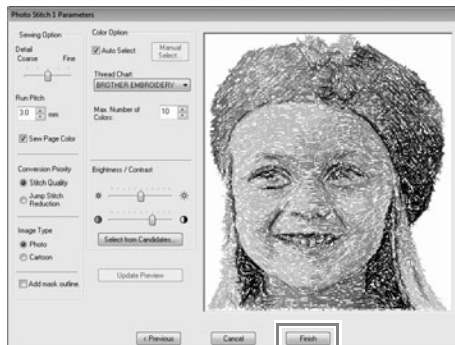 Photo Stitch 1 Parameters
Sewing Option
Detail
Coarse Fine
Run Pitch
3.0 mm
Sew Page Color
Conversion Priority
Stitch Quality
Jump Stitch
Reduction
Image Type
Photo
Cartoon
Add mask outline.
Color Option
Auto Select
Manual
Select...
Thread Chart:
BROTHER EMBROIDERY
Max. Number of
Colors:
10
Brightness / Contrast
Select from Candidates...
Update Preview
< Previous
Cancel
Finish